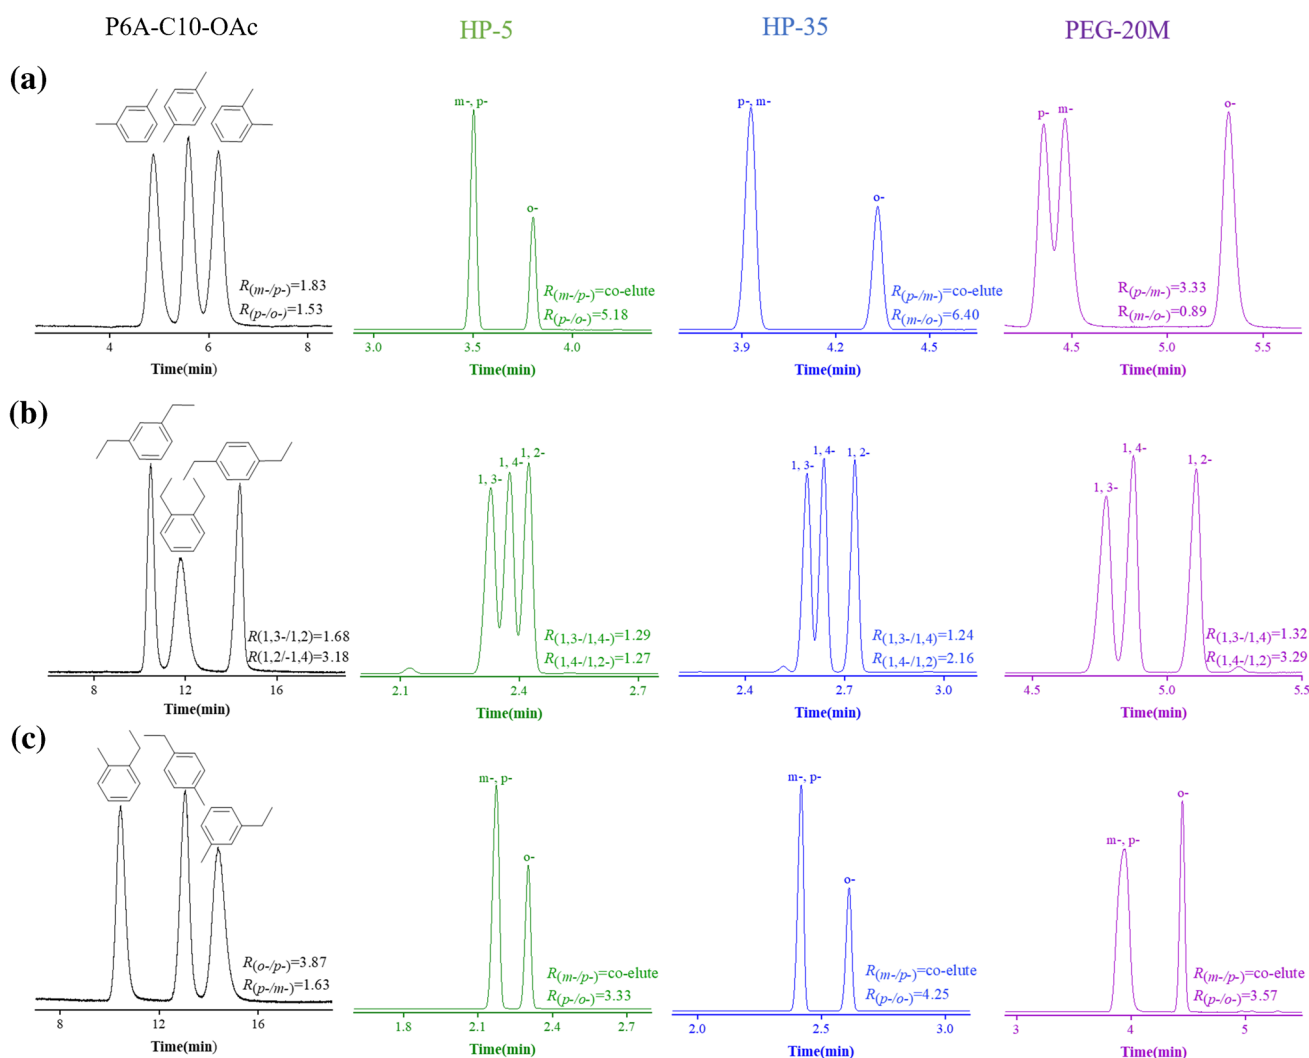 P6A-C10-OAc HP-5 HP-35 PEG-20M
(a)
R(m-/p-)=1.83
R(p-/o-)=1.53
4 6 8
Time(min)
m-, p-
o-
R(m-/p-)=co-elute
R(p-/o-)=5.18
3.0 3.5 4.0
Time(min)
p-, m-
o-
R(p-/m-)=co-elute
R(m-/o-)=6.40
3.9 4.2 4.5
Time(min)
p- m- o-
R(p-/m-)=3.33
R(m-/o-)=0.89
4.5 5.0 5.5
Time(min)
(b)
R(1,3-/1,2)=1.68
R(1,2/-1,4)=3.18
8 12 16
Time(min)
1, 3- 1, 4- 1, 2-
R(1,3-/1,4-)=1.29
R(1,4-/1,2-)=1.27
2.1 2.4 2.7
Time(min)
1, 3- 1, 4- 1, 2-
R(1,3-/1,4)=1.24
R(1,4-/1,2)=2.16
2.4 2.7 3.0
Time(min)
1, 3- 1, 4- 1, 2-
R(1,3-/1,4)=1.32
R(1,4-/1,2)=3.29
4.5 5.0 5.5
Time(min)
(c)
R(o-/p-)=3.87
R(p-/m-)=1.63
8 12 16
Time(min)
m-, p-
o-
R(m-/p-)=co-elute
R(p-/o-)=3.33
1.8 2.1 2.4 2.7
Time(min)
m-, p-
o-
R(m-/p-)=co-elute
R(p-/o-)=4.25
2.0 2.5 3.0
Time(min)
m-, p-
o-
R(m-/p-)=co-elute
R(p-/o-)=3.57
3 4 5
Time(min)